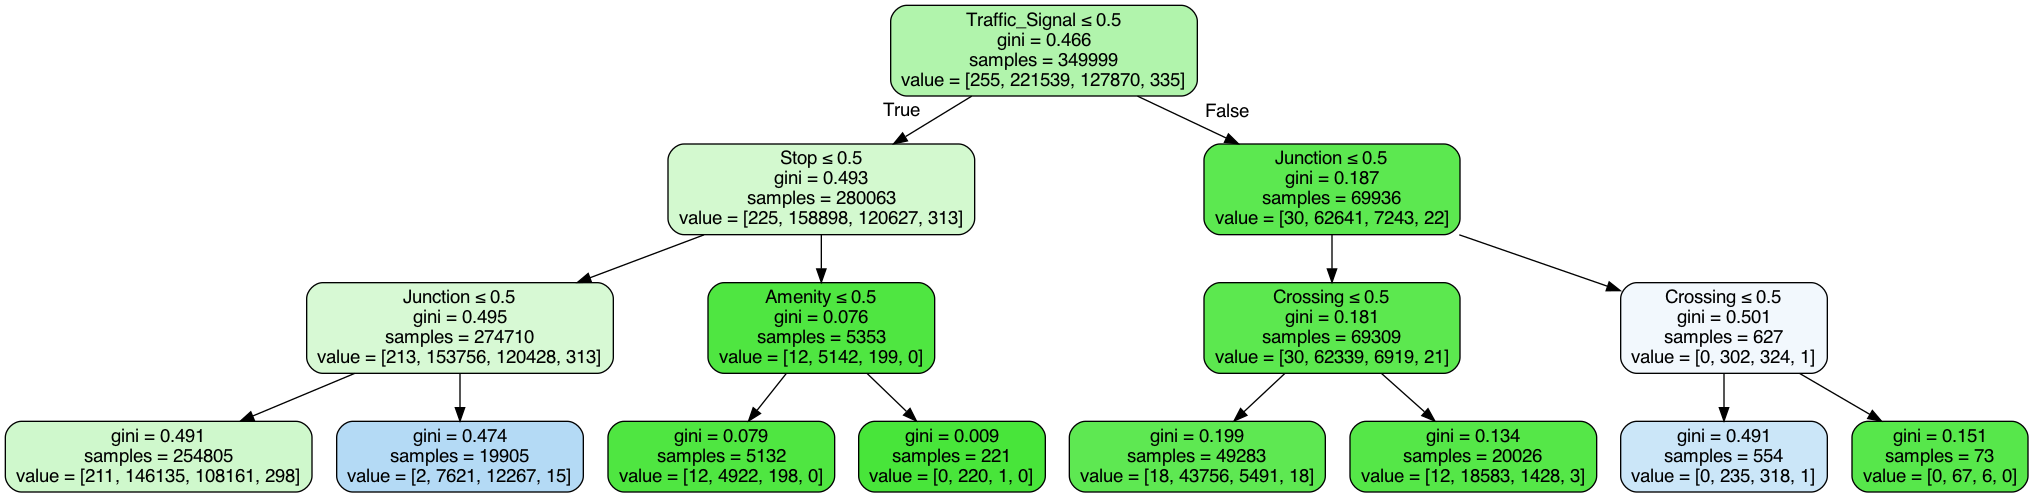 Traffic_Signal ≤ 0.5
gini = 0.466
samples = 349999
value = [255, 221539, 127870, 335]
True
False
Stop ≤ 0.5
gini = 0.493
samples = 280063
value = [225, 158898, 120627, 313]
Junction ≤ 0.5
gini = 0.187
samples = 69936
value = [30, 62641, 7243, 22]
Junction ≤ 0.5
gini = 0.495
samples = 274710
value = [213, 153756, 120428, 313]
Amenity ≤ 0.5
gini = 0.076
samples = 5353
value = [12, 5142, 199, 0]
Crossing ≤ 0.5
gini = 0.181
samples = 69309
value = [30, 62339, 6919, 21]
Crossing ≤ 0.5
gini = 0.501
samples = 627
value = [0, 302, 324, 1]
gini = 0.491
samples = 254805
value = [211, 146135, 108161, 298]
gini = 0.474
samples = 19905
value = [2, 7621, 12267, 15]
gini = 0.079
samples = 5132
value = [12, 4922, 198, 0]
gini = 0.009
samples = 221
value = [0, 220, 1, 0]
gini = 0.199
samples = 49283
value = [18, 43756, 5491, 18]
gini = 0.134
samples = 20026
value = [12, 18583, 1428, 3]
gini = 0.491
samples = 554
value = [0, 235, 318, 1]
gini = 0.151
samples = 73
value = [0, 67, 6, 0]